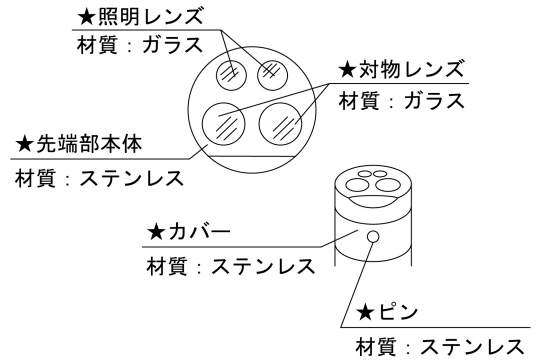 ★照明レンズ
材質：ガラス
★対物レンズ
材質：ガラス
★先端部本体
材質：ステンレス
★カバー
材質：ステンレス
★ピン
材質：ステンレス